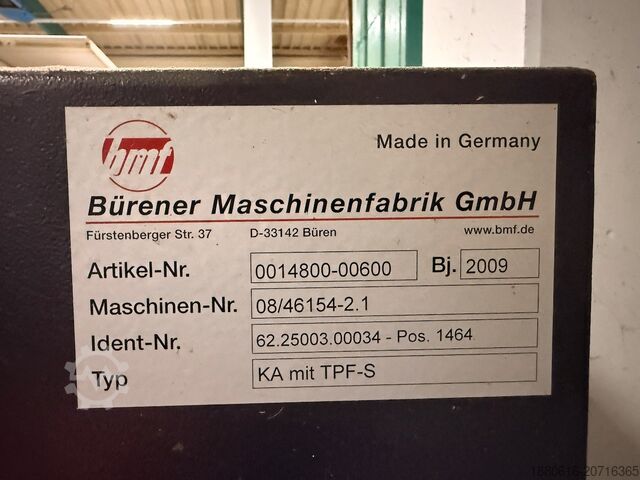 bmf
Made in Germany
Bürener Maschinenfabrik GmbH
Fürstenberger Str. 37 D-33142 Büren www.bmf.de
Artikel-Nr. 0014800-00600 Bj. 2009
Maschinen-Nr. 08/46154-2.1
Ident-Nr. 62.25003.00034 - Pos. 1464
Typ KA mit TPF-S
1880616-20716365